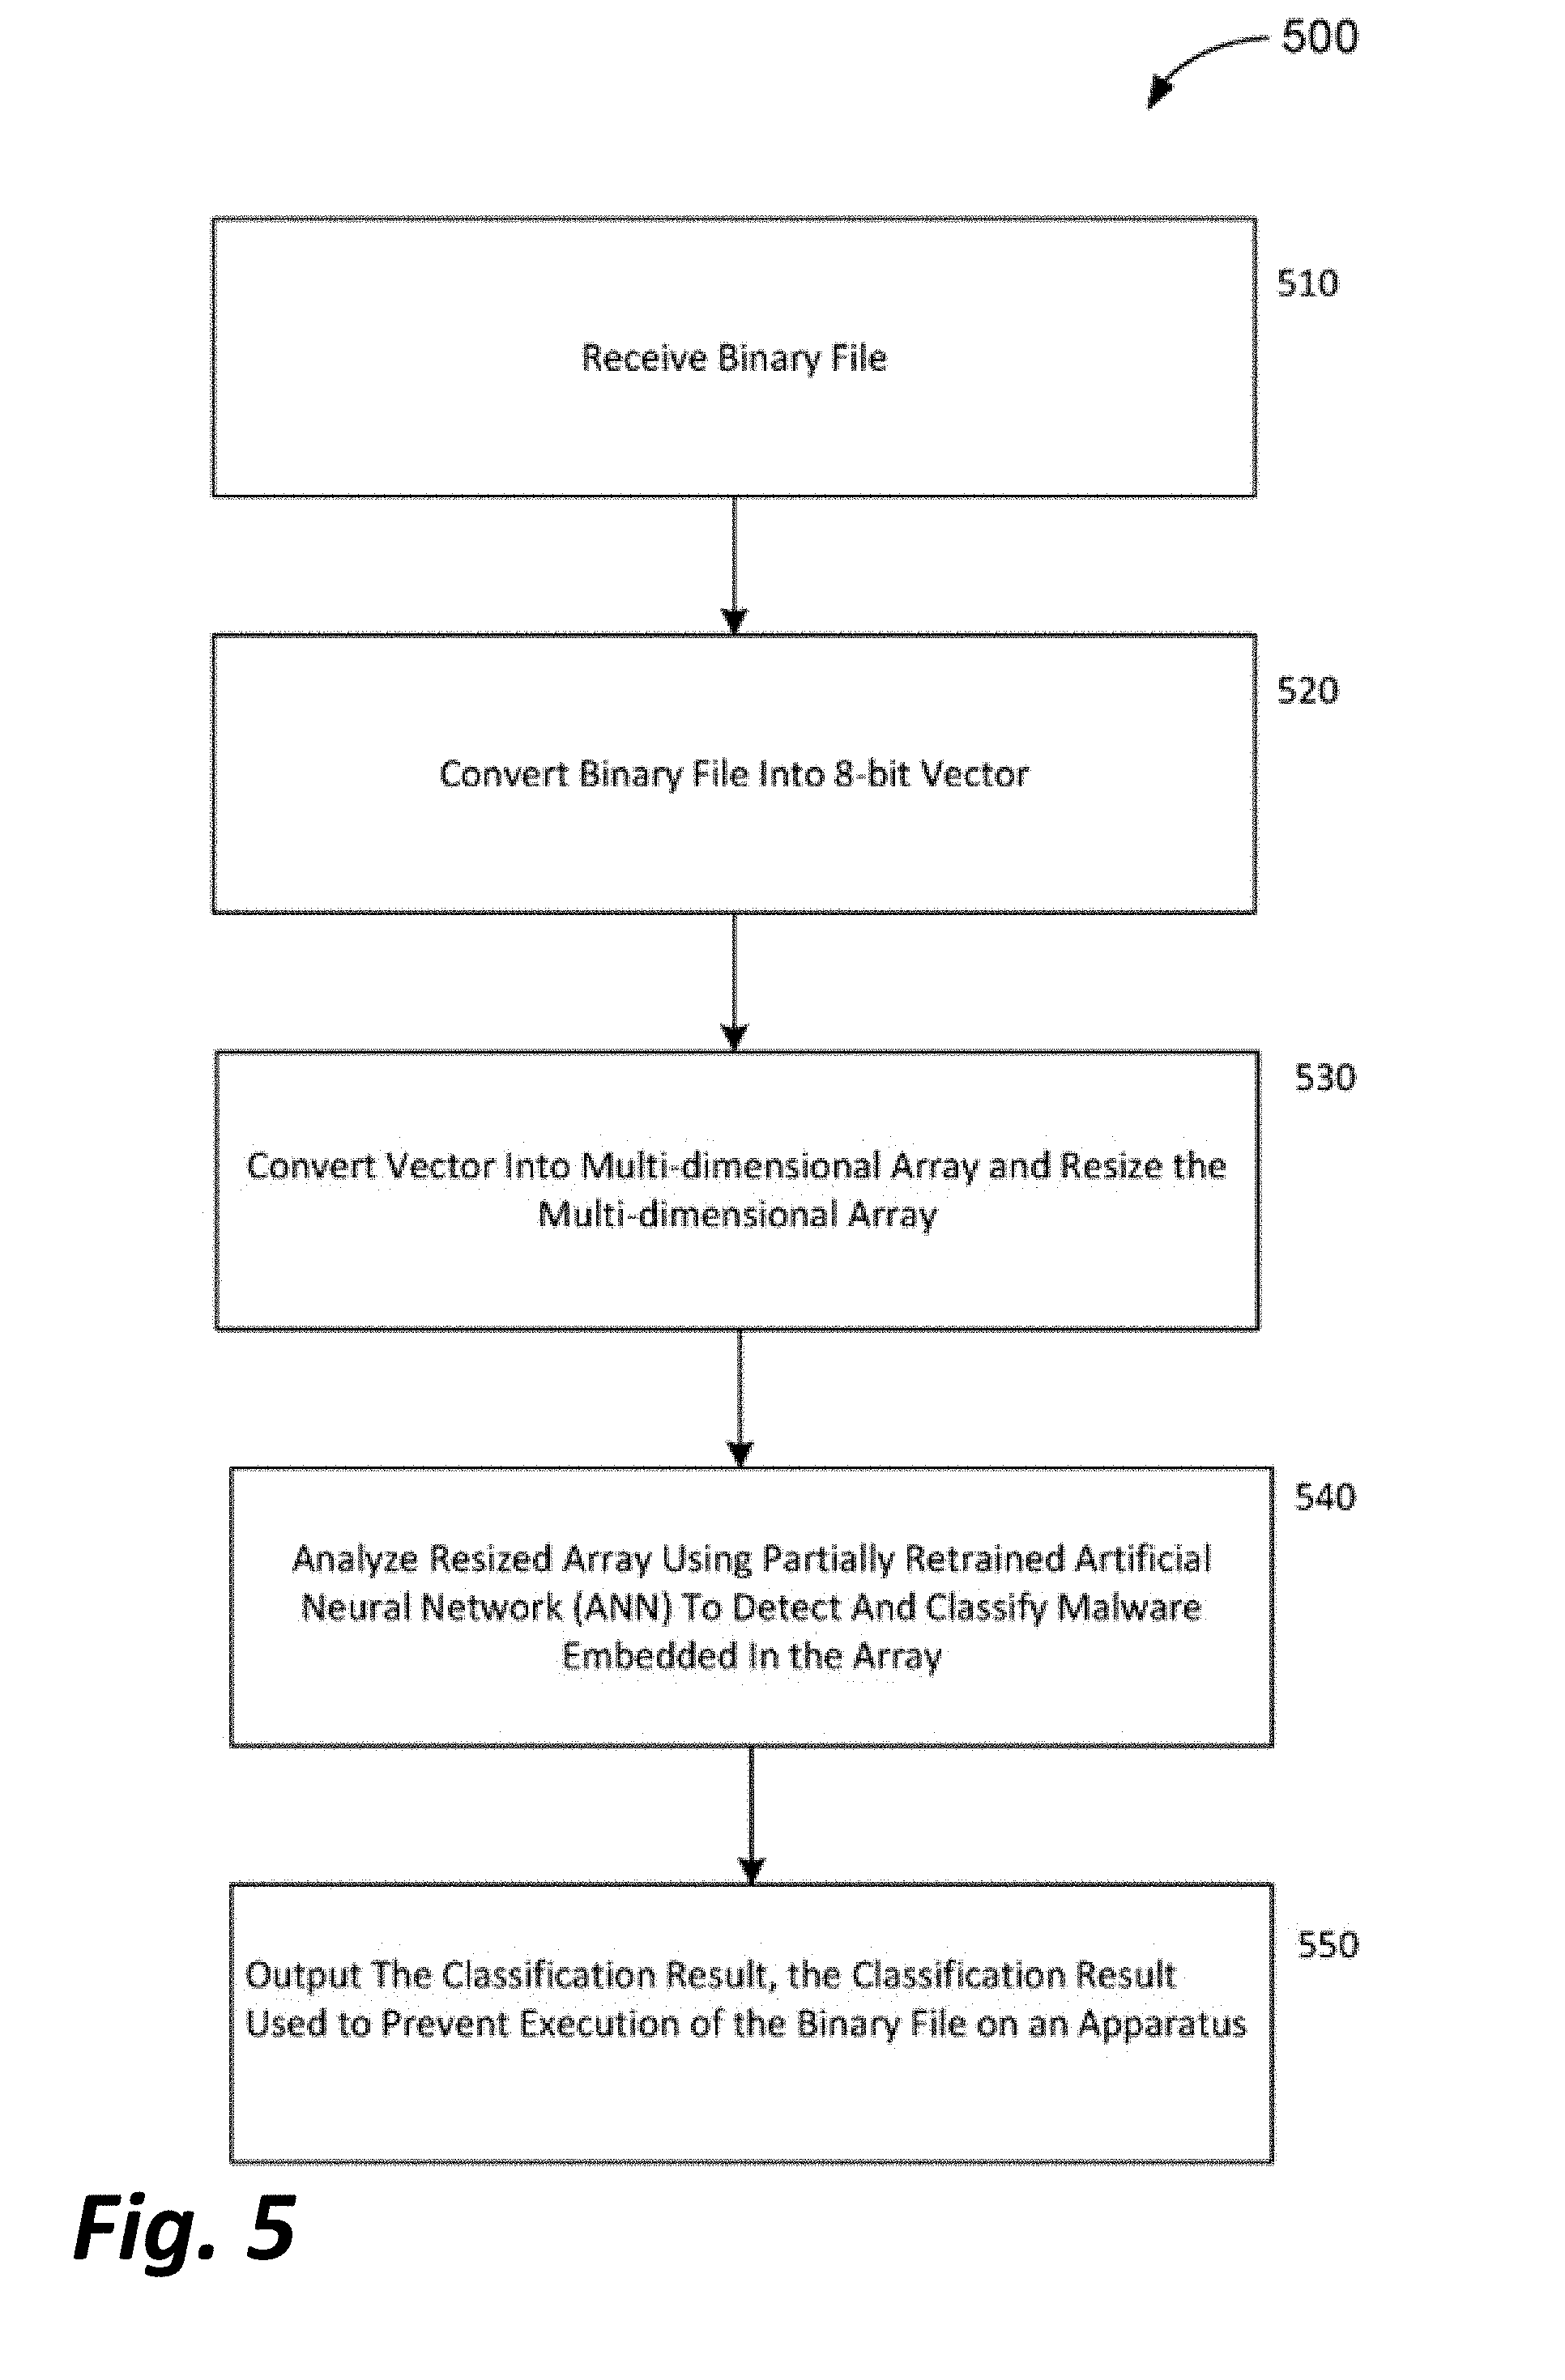 500
510
Receive Binary File
520
Convert Binary File Into 8-bit Vector
530
Convert Vector Into Multi-dimensional Array and Resize the
Multi-dimensional Array
540
Analyze Resized Array Using Partially Retrained Artificial
Neural Network (ANN) To Detect And Classify Malware
Embedded In the Array
550
Output The Classification Result, the Classification Result
Used to Prevent Execution of the Binary File on an Apparatus
Fig. 5